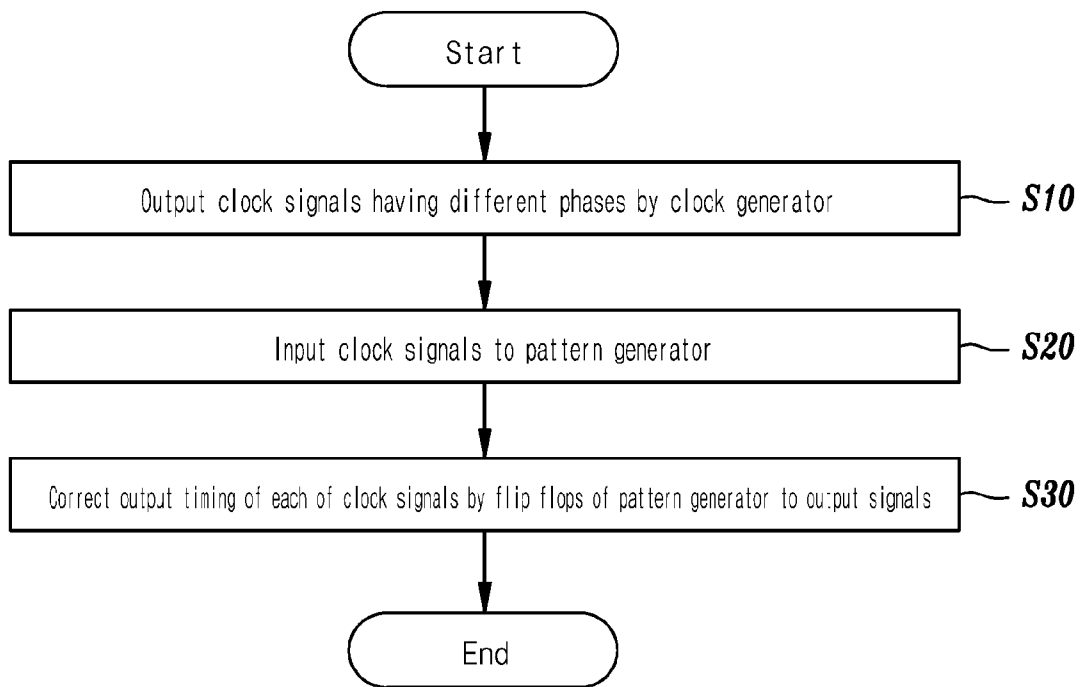 Start
Output clock signals having different phases by clock generator
S10
Input clock signals to pattern generator
S20
Correct output timing of each of clock signals by flip flops of pattern generator to output signals
S30
End